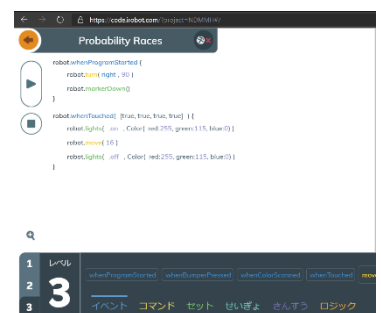 https://code.irobot.com/?project=N0MMH#/
Probability Races
robot.whenProgramStarted {
robot.turn( right , 90 )
robot.markerDown()
}
robot.whenTouched( [true, true, true, true] ) {
robot.lights( .on , Color( red:255, green:115, blue:0) )
robot.move( 16 )
robot.lights( .off , Color( red:255, green:115, blue:0) )
}
1
2
3
レベル
3
whenProgramStarted
whenBumperPressed
whenColorScanned
whenTouched
イベント
コマンド
セット
せいぎょ
さんすう
ロジック